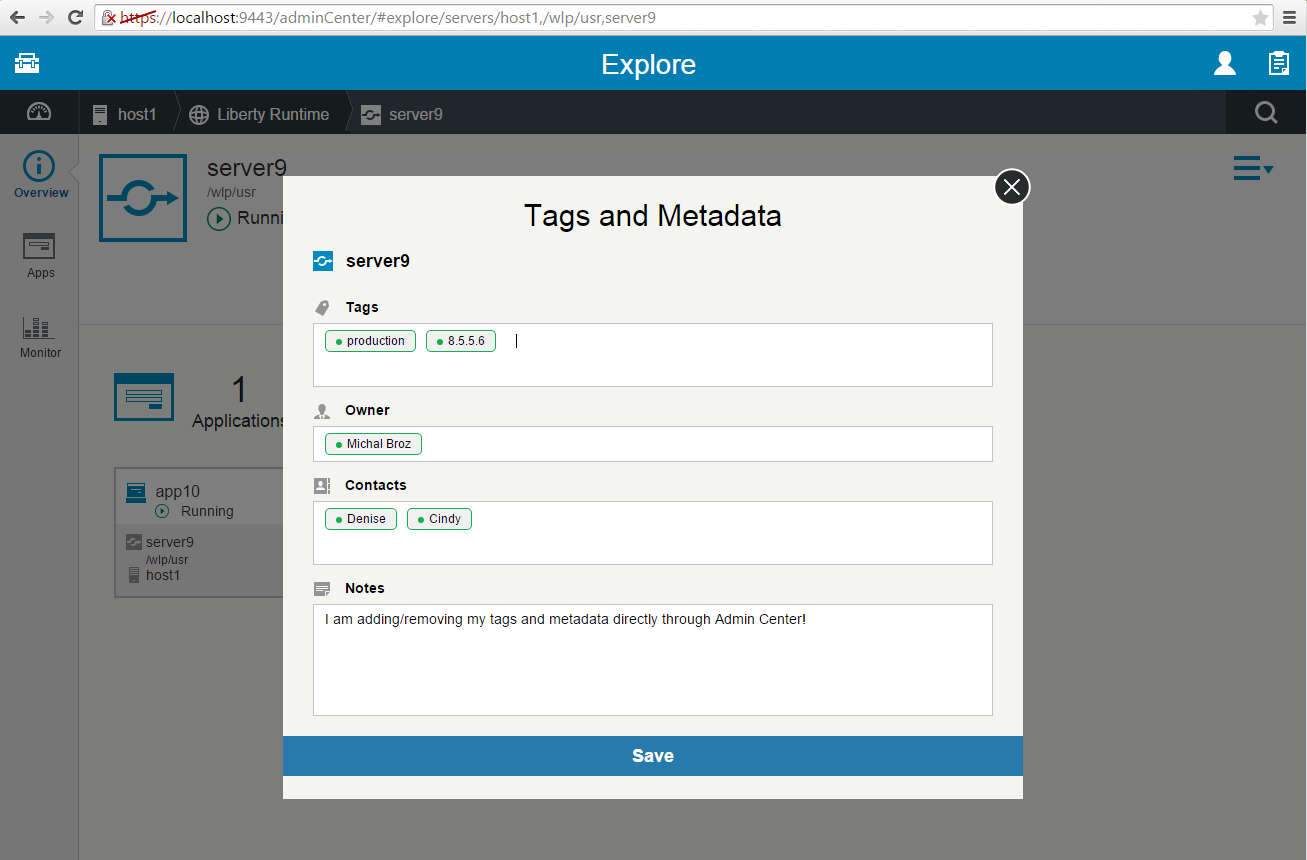 https://localhost:9443/adminCenter/#explore/servers/host1,/wlp/usr,server9
Explore
host1
Liberty Runtime
server9
Overview
Apps
Monitor
server9
/wlp/usr
Runni
1
Applications
app10
Running
server9
/wlp/usr
host1
Tags and Metadata
server9
Tags
production 8.5.5.6
Owner
Michal Broz
Contacts
Denise Cindy
Notes
I am adding/removing my tags and metadata directly through Admin Center!
Save